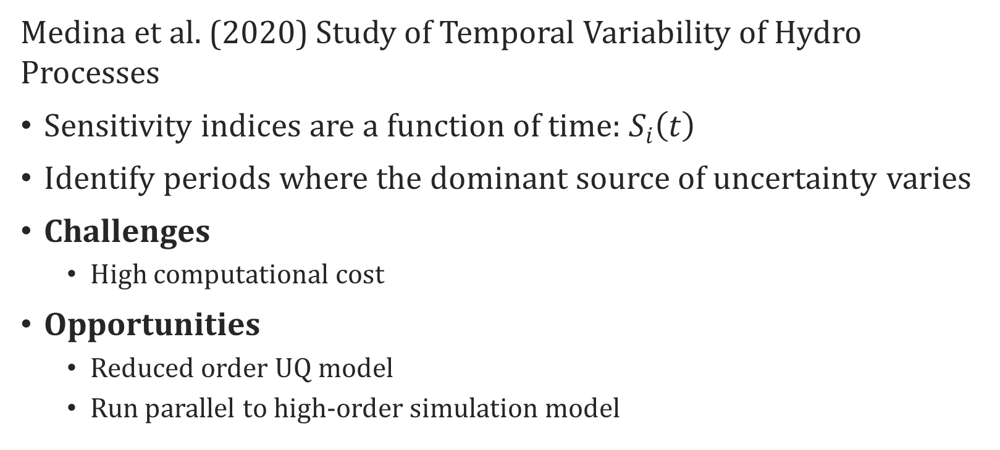 Medina et al. (2020) Study of Temporal Variability of Hydro
Processes
• Sensitivity indices are a function of time: $S_i(t)$
• Identify periods where the dominant source of uncertainty varies
• Challenges
• High computational cost
• Opportunities
• Reduced order UQ model
• Run parallel to high-order simulation model